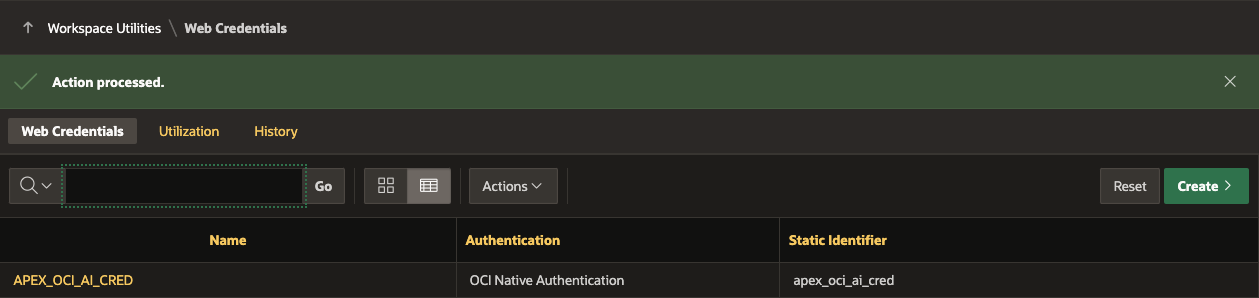 Workspace Utilities \ Web Credentials
Action processed.
Web Credentials Utilization History
Go Actions Reset Create
Name Authentication Static Identifier
APEX_OCI_AI_CRED OCI Native Authentication apex_oci_ai_cred